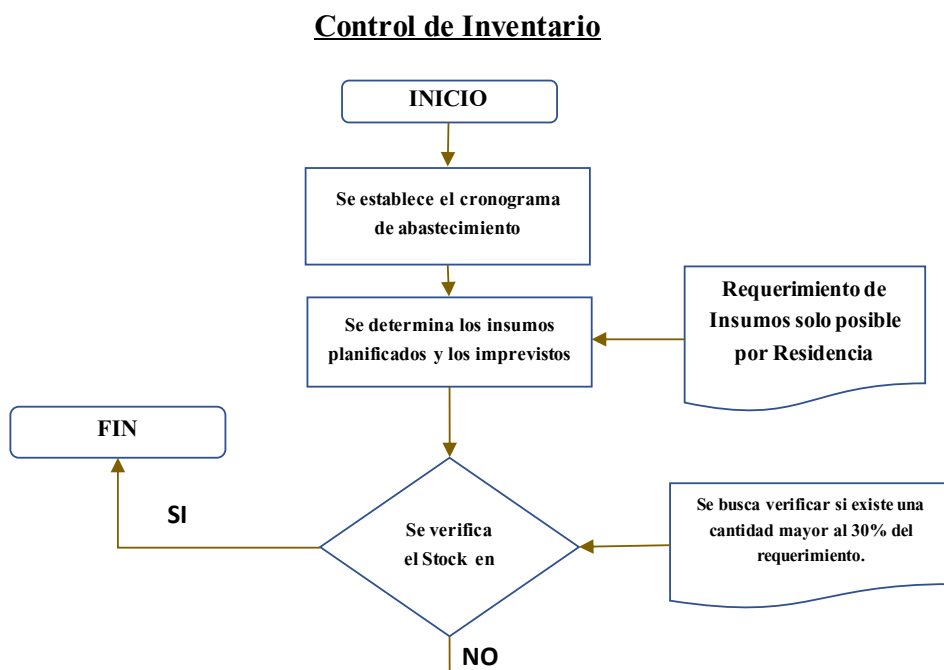 Control de Inventario
INICIO
Se establece el cronograma
de abastecimiento
Se determina los insumos
planificados y los imprevistos
Requerimiento de
Insumos solo posible
por Residencia
FIN
SI
Se verifica
el Stock en
Se busca verificar si existe una
cantidad mayor al 30% del
requerimiento.
NO